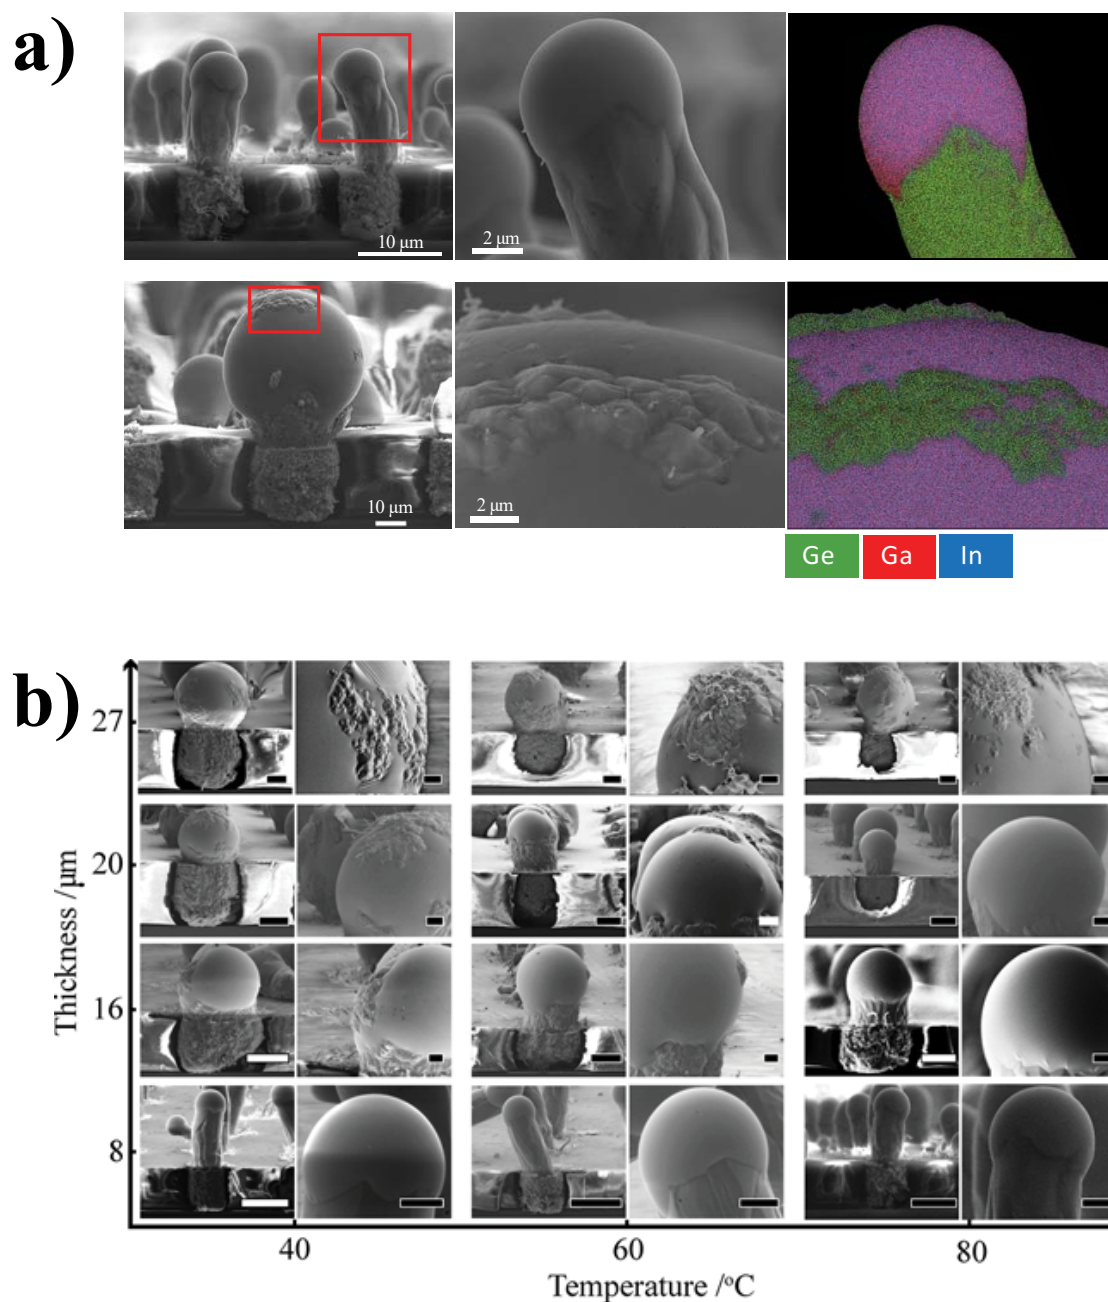 a)
10 μm
2 μm
10 μm
2 μm
Ge Ga In
b)
27
20
16
8
Thickness /μm
40 60 80
Temperature /°C